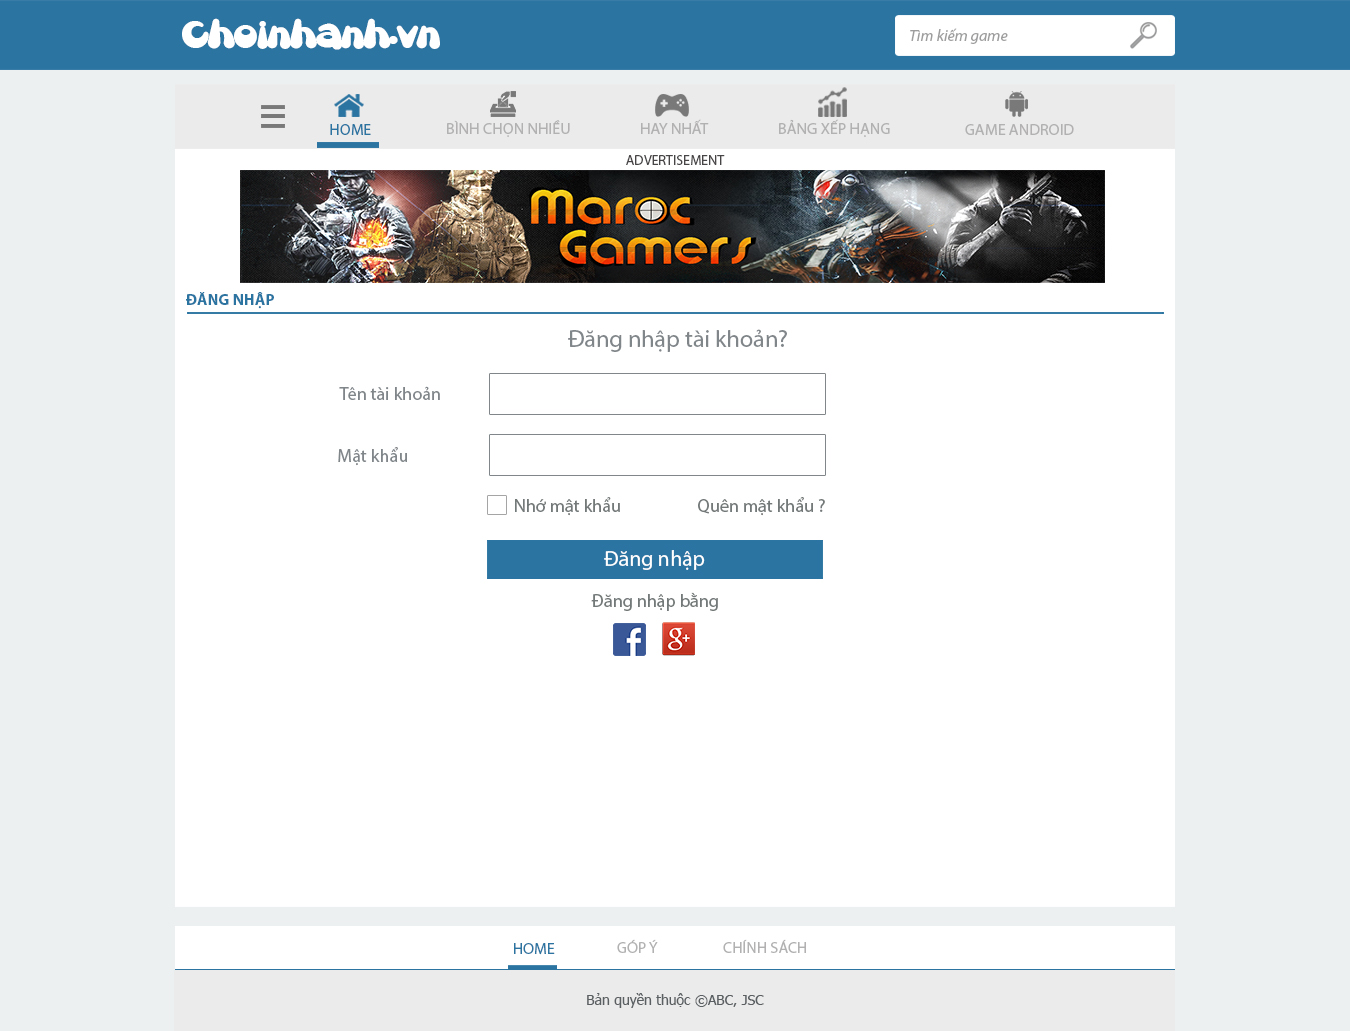 Choinhanh.vn
Tìm kiếm game
HOME
BÌNH CHỌN NHIỀU
HAY NHẤT
BẢNG XẾP HẠNG
GAME ANDROID
ADVERTISEMENT
Maroc
Gamers
ĐĂNG NHẬP
Đăng nhập tài khoản?
Tên tài khoản
Mật khẩu
Nhớ mật khẩu
Quên mật khẩu ?
Đăng nhập
Đăng nhập bằng
f
g+
HOME
GÓP Ý
CHÍNH SÁCH
Bản quyền thuộc ©ABC, JSC